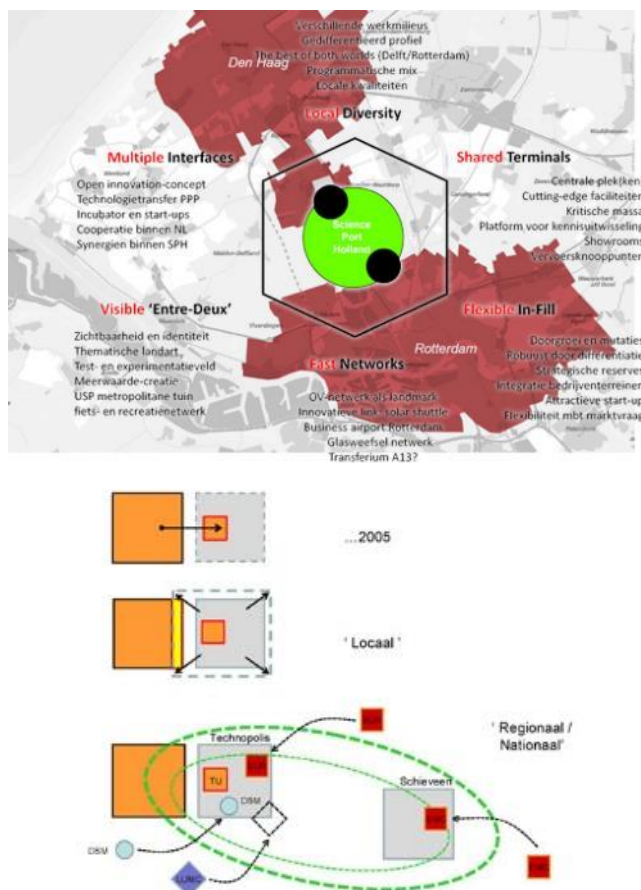 Verschillende werkmilieus
Gedifferentieerd profiel
The best of both worlds (Delft/Rotterdam)
Programmatische mix
Locale kwaliteiten
Den Haag
Local Diversity
Multiple Interfaces
Open innovation-concept
Technologietransfer PPP
Incubator en start-ups
Cooperatie binnen NL
Synergien binnen SPH
Shared Terminals
Centrale plek(ken)
Cutting-edge faciliteiten
Kritische massa
Platform voor kennisuitwisseling
Showrooms
Vervoersknooppunten
Science
Port
Holland
Visible 'Entre-Deux'
Zichtbaarheid en identiteit
Thematische landart
Test- en experimentatieveld
Meerwaarde-creatie
USP metropolitane tuin
fiets- en recreatienetwerk
Flexible In-Fill
Doorgroei en mutaties
Robuust door differentiatie
Strategische reserves
Integratie bedrijventerreinen
Attractieve start-up
Flexibiliteit mbt marktvraag
Rotterdam
Fast Networks
OV-netwerk als landmark
Innovatieve link: solar shuttle
Business airport Rotterdam
Glasweefsel netwerk
Transferium A13?
....2005
' Locaal '
' Regionaal /
Nationaal'
Technopolis
TU
DSM
Schieveen
DSM
LUMC